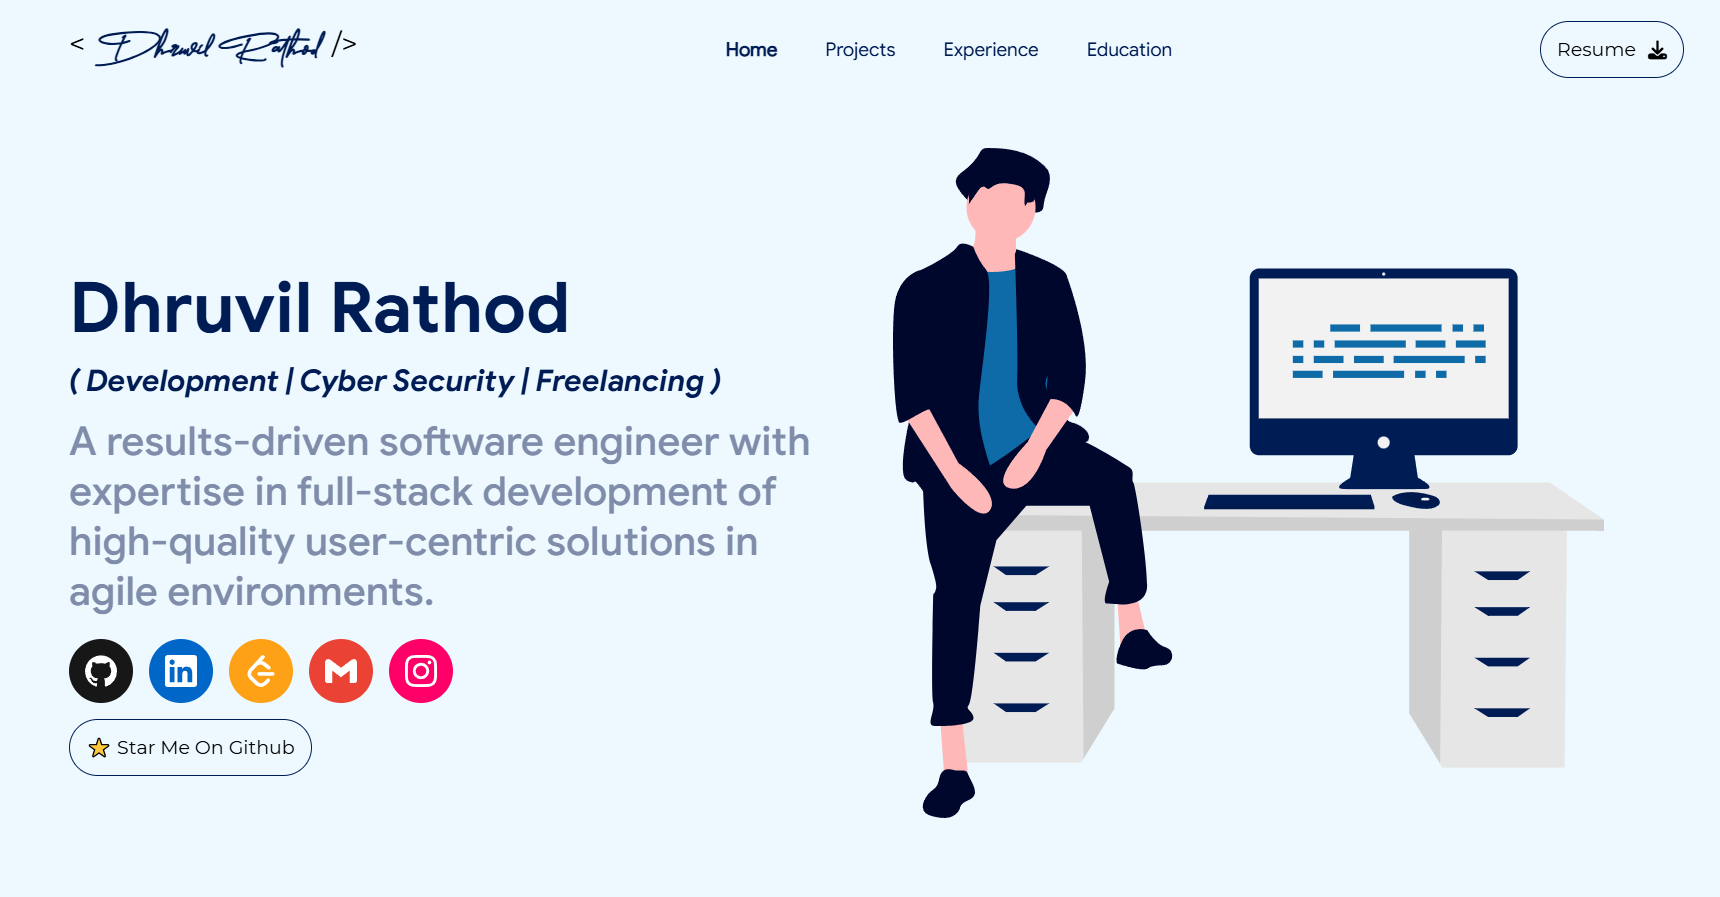 < Dhruvil Rathod />
Home
Projects
Experience
Education
Resume
Dhruvil Rathod
( Development | Cyber Security | Freelancing )
A results-driven software engineer with
expertise in full-stack development of
high-quality user-centric solutions in
agile environments.
in
⭐ Star Me On Github